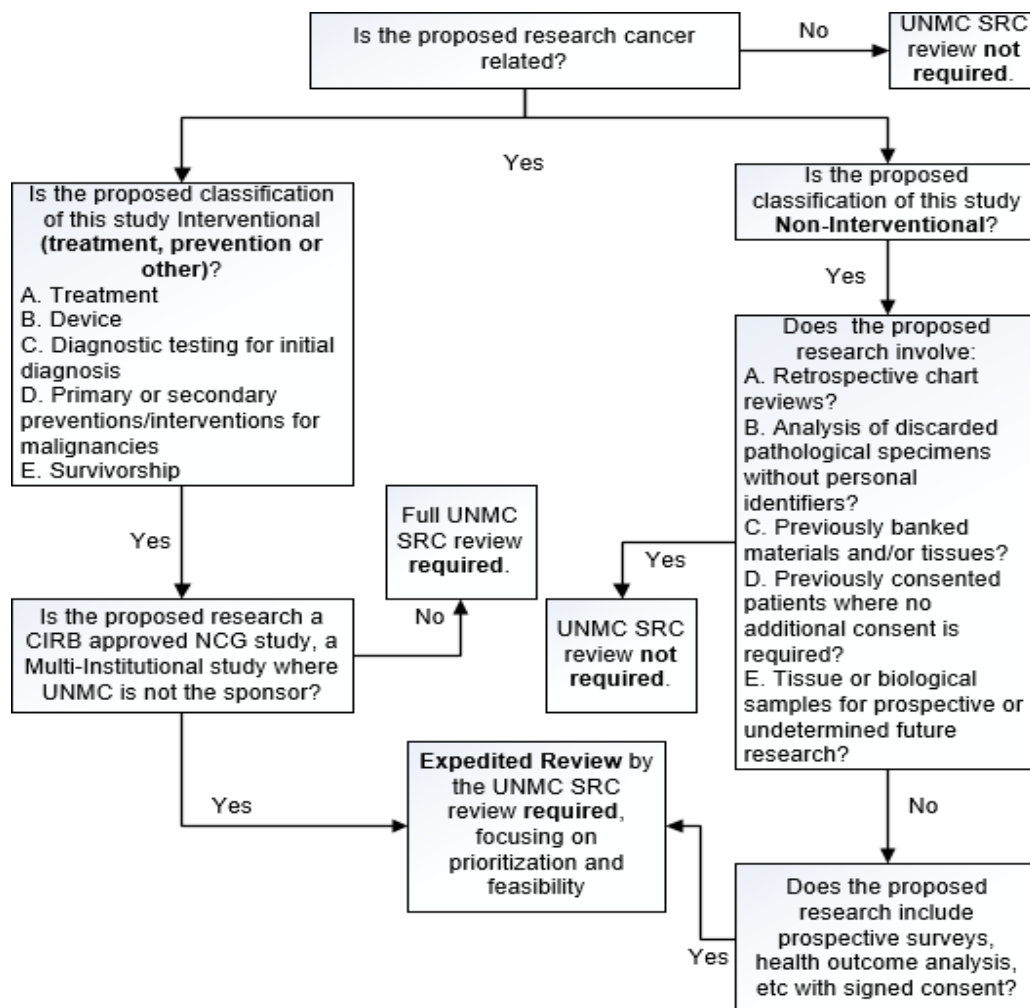 Is the proposed research cancer
related?
No
UNMC SRC
review not
required.
Yes
Is the proposed classification
of this study Interventional
(treatment, prevention or
other)?
A. Treatment
B. Device
C. Diagnostic testing for initial
diagnosis
D. Primary or secondary
preventions/interventions for
malignancies
E. Survivorship
Is the proposed
classification of this study
Non-Interventional?
Yes
Does the proposed
research involve:
A. Retrospective chart
reviews?
B. Analysis of discarded
pathological specimens
without personal
identifiers?
C. Previously banked
materials and/or tissues?
D. Previously consented
patients where no
additional consent is
required?
E. Tissue or biological
samples for prospective or
undetermined future
research?
Yes
Full UNMC
SRC review
required.
Yes
No
UNMC SRC
review not
required.
Is the proposed research a
CIRB approved NCG study, a
Multi-Institutional study where
UNMC is not the sponsor?
Yes
Expedited Review by
the UNMC SRC
review required,
focusing on
prioritization and
feasibility
No
Yes
Does the proposed
research include
prospective surveys,
health outcome analysis,
etc with signed consent?